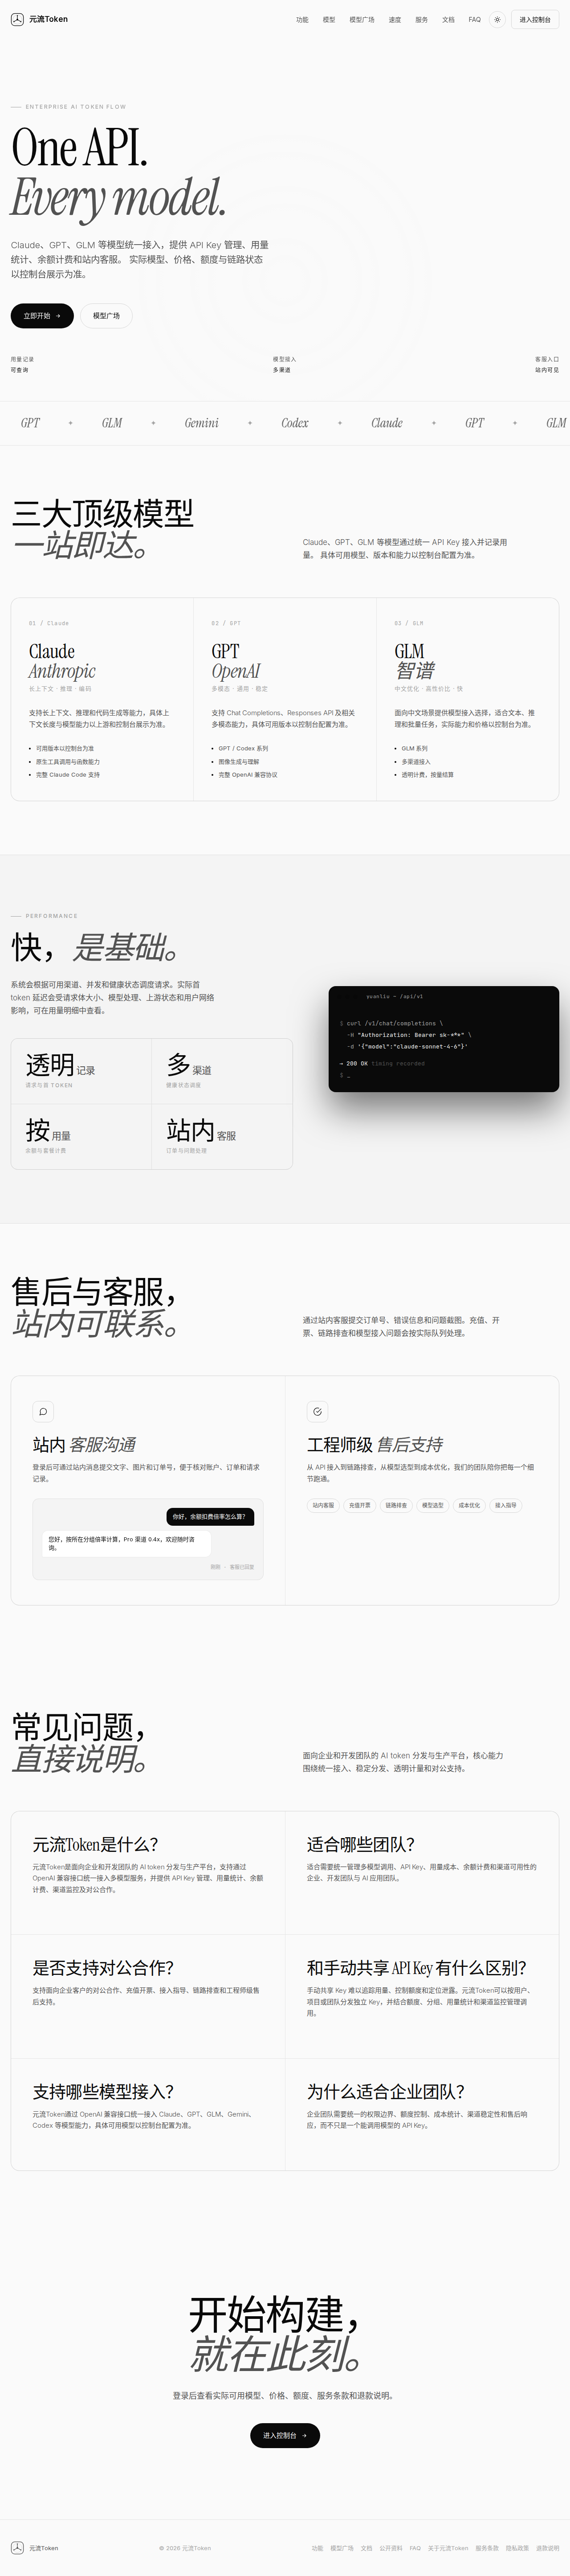 元流Token
功能 模型 模型广场 速度 服务 文档 FAQ 进入控制台
ENTERPRISE AI TOKEN FLOW
One API.
Every model.
Claude、GPT、GLM 等模型统一接入，提供 API Key 管理、用量
统计、余额计费和站内客服。 实际模型、价格、额度与链路状态
以控制台展示为准。
立即开始 →
模型广场
用量记录
可查询
模型接入
多渠道
客服入口
站内可见
GPT ✦ GLM ✦ Gemini ✦ Codex ✦ Claude ✦ GPT ✦ GLM
三大顶级模型
一站即达。
Claude、GPT、GLM 等模型通过统一 API Key 接入并记录用
量。 具体可用模型、版本和能力以控制台配置为准。
01 / Claude
Claude
Anthropic
长上下文 · 推理 · 编码
支持长上下文、推理和代码生成等能力，具体上
下文长度与模型能力以上游和控制台展示为准。
可用版本以控制台为准
原生工具调用与函数能力
完整 Claude Code 支持
02 / GPT
GPT
OpenAI
多模态 · 通用 · 稳定
支持 Chat Completions、Responses API 及相关
多模态能力，具体可用版本以控制台配置为准。
GPT / Codex 系列
图像生成与理解
完整 OpenAI 兼容协议
03 / GLM
GLM
智谱
中文优化 · 高性价比 · 快
面向中文场景提供模型接入选择，适合文本、推
理和批量任务，实际能力和价格以控制台为准。
GLM 系列
多渠道接入
透明计费，按量结算
PERFORMANCE
快，是基础。
系统会根据可用渠道、并发和健康状态调度请求。实际首
token 延迟会受请求体大小、模型处理、上游状态和用户网络
影响，可在用量明细中查看。
透明 记录
请求与首 TOKEN
多 渠道
健康状态调度
按 用量
余额与套餐计费
站内 客服
订单与问题处理
yuanliu — /api/v1
$ curl /v1/chat/completions \
-H "Authorization: Bearer sk-***" \
-d '{"model":"claude-sonnet-4-6"}'
→ 200 OK timing recorded
$ _
售后与客服，
站内可联系。
通过站内客服提交订单号、错误信息和问题截图。充值、开
票、链路排查和模型接入问题会按实际队列处理。
站内 客服沟通
登录后可通过站内消息提交文字、图片和订单号，便于核对账户、订单和请求
记录。
你好，余额扣费倍率怎么算？
您好，按所在分组倍率计算，Pro 渠道 0.4x，欢迎随时咨
询。
刚刚 · 客服已回复
工程师级 售后支持
从 API 接入到链路排查，从模型选型到成本优化，我们的团队陪你把每一个细
节跑通。
站内客服 充值开票 链路排查 模型选型 成本优化 接入指导
常见问题，
直接说明。
面向企业和开发团队的 AI token 分发与生产平台，核心能力
围绕统一接入、稳定分发、透明计量和对公支持。
元流Token是什么？
元流Token是面向企业和开发团队的 AI token 分发与生产平台，支持通过
OpenAI 兼容接口统一接入多模型服务，并提供 API Key 管理、用量统计、余额
计费、渠道监控及对公合作。
适合哪些团队？
适合需要统一管理多模型调用、API Key、用量成本、余额计费和渠道可用性的
企业、开发团队与 AI 应用团队。
是否支持对公合作？
支持面向企业客户的对公合作、充值开票、接入指导、链路排查和工程师级售
后支持。
和手动共享 API Key 有什么区别？
手动共享 Key 难以追踪用量、控制额度和定位泄露。元流Token可以按用户、
项目或团队分发独立 Key，并结合额度、分组、用量统计和渠道监控管理调
用。
支持哪些模型接入？
元流Token通过 OpenAI 兼容接口统一接入 Claude、GPT、GLM、Gemini、
Codex 等模型能力，具体可用模型以控制台配置为准。
为什么适合企业团队？
企业团队需要统一的权限边界、额度控制、成本统计、渠道稳定性和售后响
应，而不只是一个能调用模型的 API Key。
开始构建，
就在此刻。
登录后查看实际可用模型、价格、额度、服务条款和退款说明。
进入控制台 →
元流Token
© 2026 元流Token
功能 模型广场 文档 公开资料 FAQ 关于元流Token 服务条款 隐私政策 退款说明